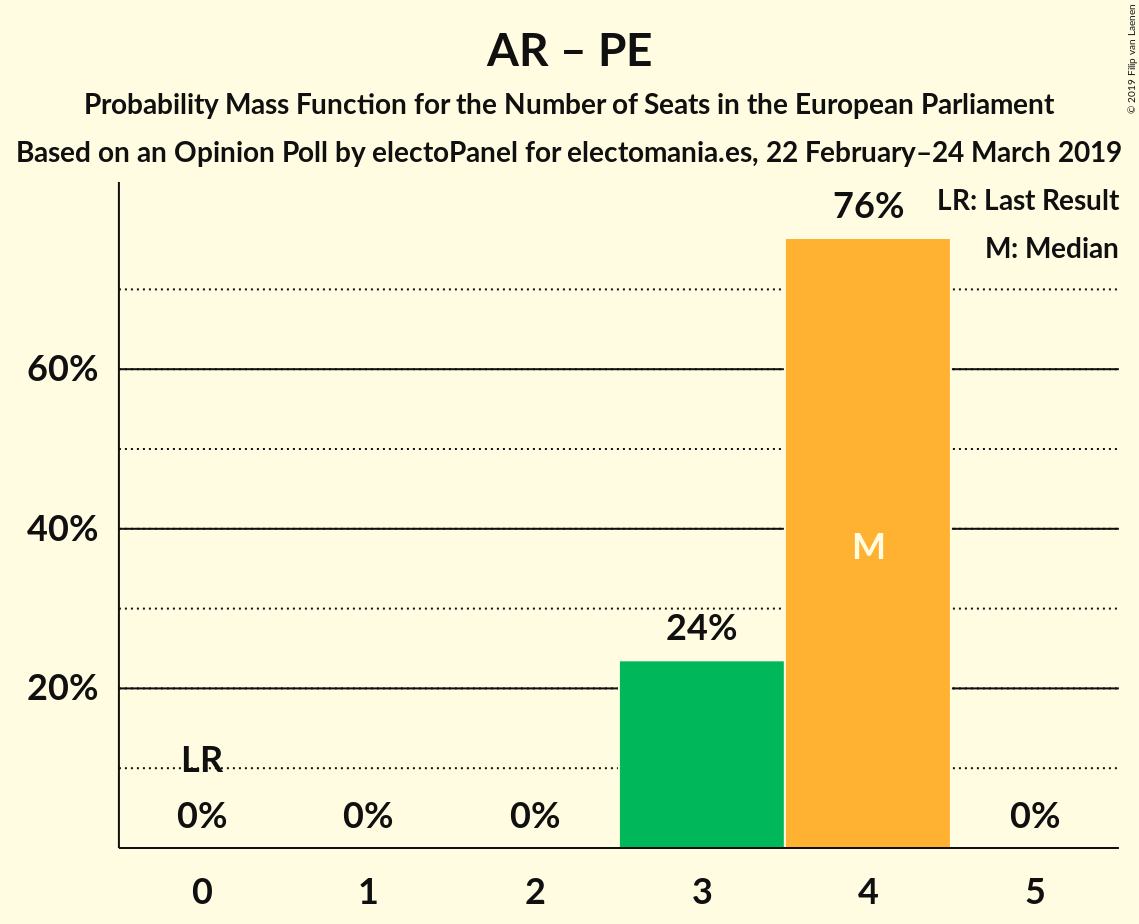 AR – PE
Probability Mass Function for the Number of Seats in the European Parliament
Based on an Opinion Poll by electoPanel for electomania.es, 22 February–24 March 2019
© 2019 Filip van Laenen
LR: Last Result
M: Median
76%
60%
40%
M
24%
20%
LR
0% 0% 0% 0%
0 1 2 3 4 5